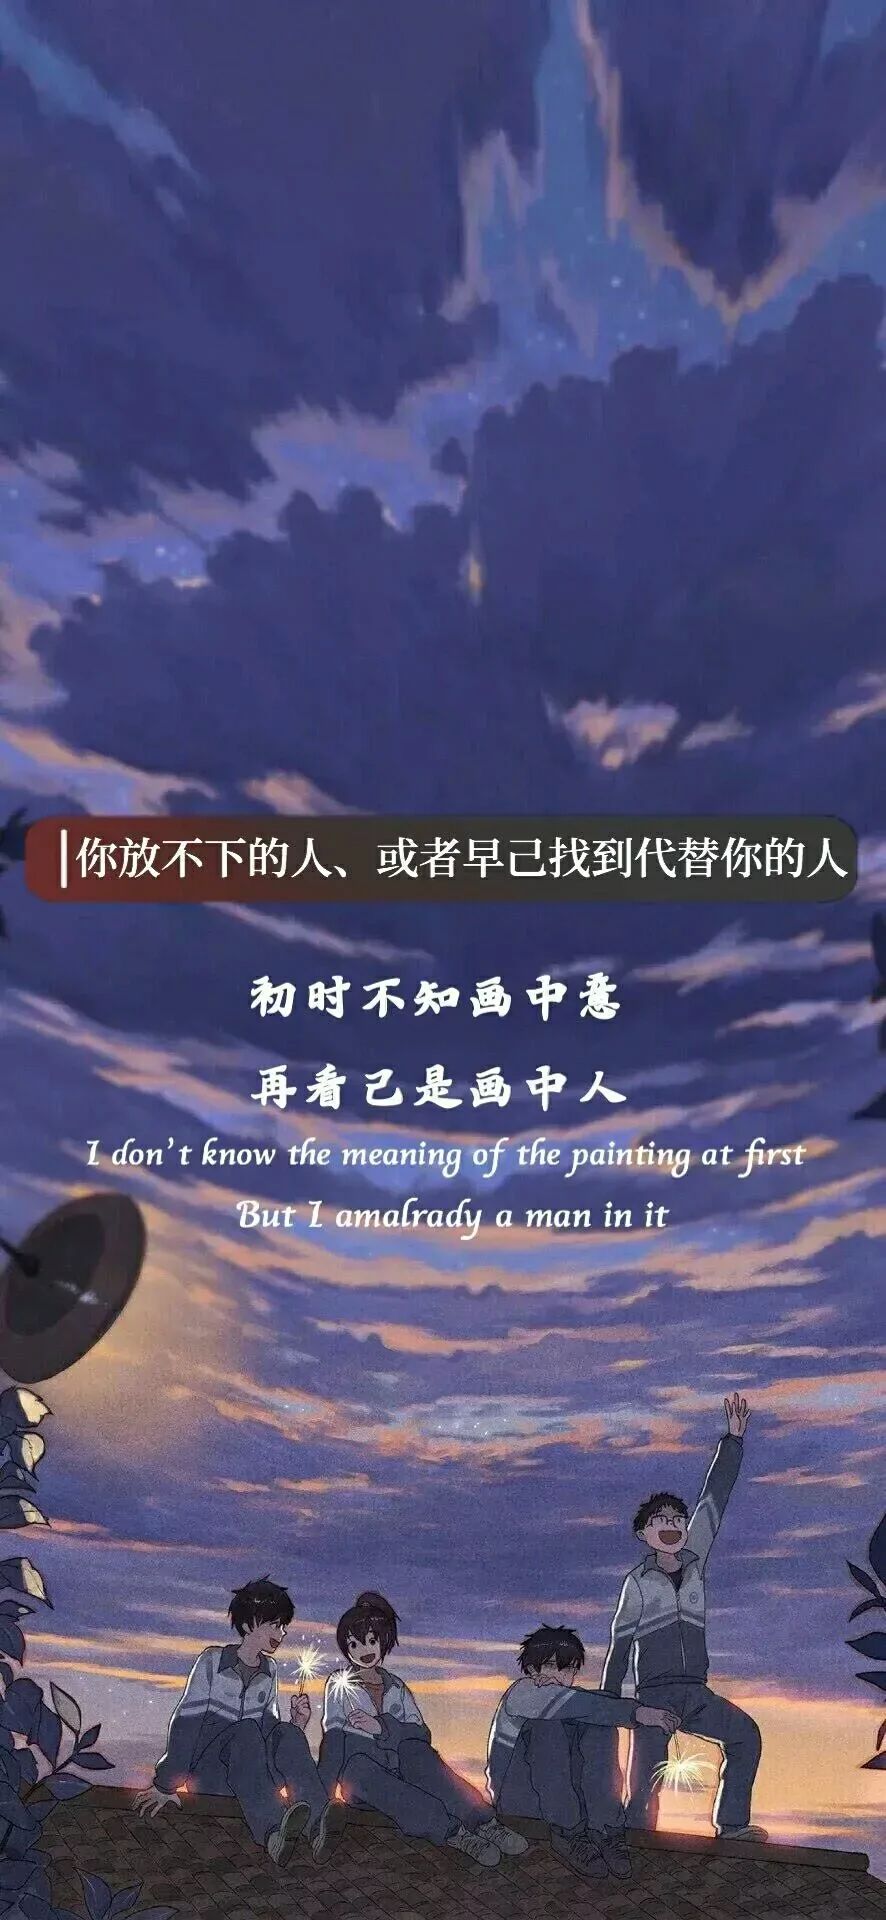 你放不下的人、或者早己找到代替你的人
初时不知画中意
再看己是画中人
I don't know the meaning of the painting at first
But I amalrady a man in it